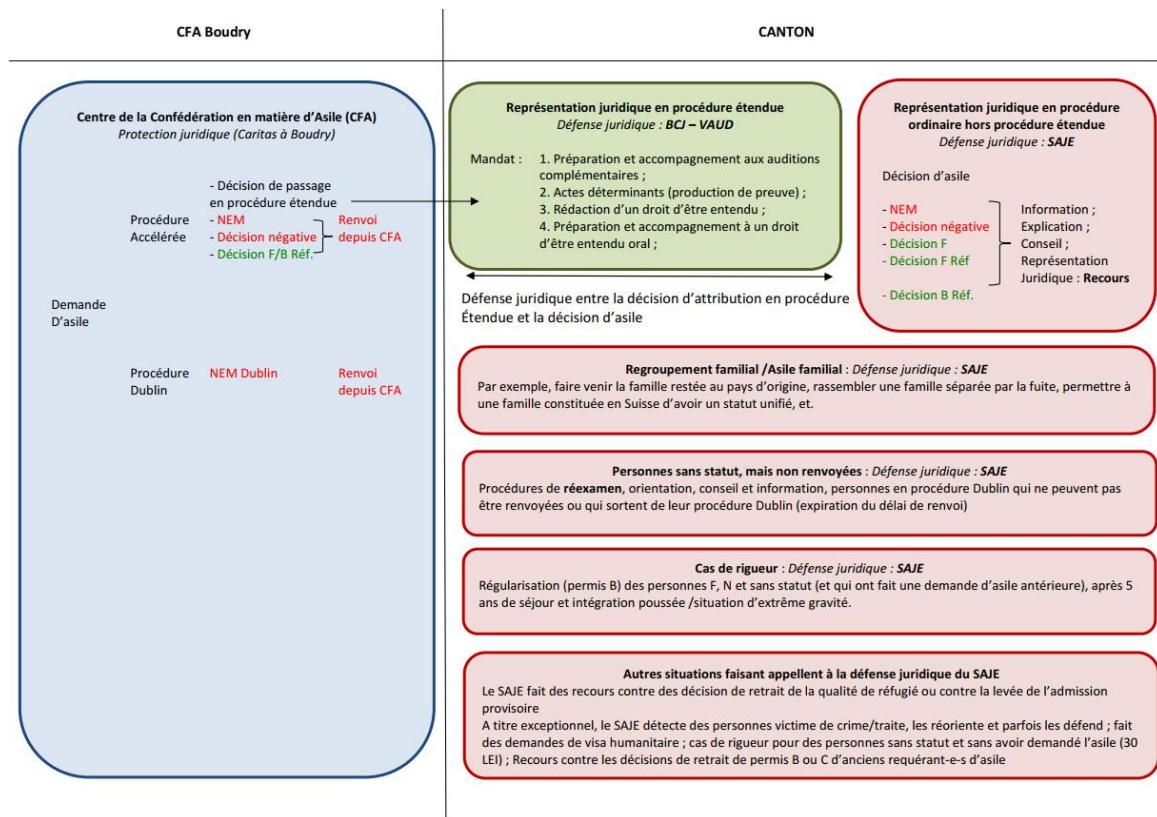 CFA Boudry
CANTON
Centre de la Confédération en matière d'Asile (CFA)
Protection juridique (Caritas à Boudry)
- Décision de passage
en procédure étendue
Procédure
Accélérée
- NEM
- Décision négative
- Décision F/B Réf.
Renvoi
depuis CFA
Demande
D'asile
Procédure
Dublin
NEM Dublin
Renvoi
depuis CFA
Représentation juridique en procédure étendue
Défense juridique : BCJ – VAUD
Mandat :
1. Préparation et accompagnement aux auditions
complémentaires ;
2. Actes déterminants (production de preuve) ;
3. Rédaction d'un droit d'être entendu ;
4. Préparation et accompagnement à un droit
d'être entendu oral ;
Défense juridique entre la décision d'attribution en procédure
Étendue et la décision d'asile
Représentation juridique en procédure
ordinaire hors procédure étendue
Défense juridique : SAJE
Décision d'asile
- NEM
- Décision négative
- Décision F
- Décision F Réf
- Décision B Réf.
Information ;
Explication ;
Conseil ;
Représentation
Juridique : Recours
Regroupement familial /Asile familial : Défense juridique : SAJE
Par exemple, faire venir la famille restée au pays d'origine, rassembler une famille séparée par la fuite, permettre à
une famille constituée en Suisse d'avoir un statut unifié, et.
Personnes sans statut, mais non renvoyées : Défense juridique : SAJE
Procédures de réexamen, orientation, conseil et information, personnes en procédure Dublin qui ne peuvent pas
être renvoyées ou qui sortent de leur procédure Dublin (expiration du délai de renvoi)
Cas de rigueur : Défense juridique : SAJE
Régularisation (permis B) des personnes F, N et sans statut (et qui ont fait une demande d'asile antérieure), après 5
ans de séjour et intégration poussée /situation d'extrême gravité.
Autres situations faisant appellent à la défense juridique du SAJE
Le SAJE fait des recours contre des décision de retrait de la qualité de réfugié ou contre la levée de l'admission
provisoire
A titre exceptionnel, le SAJE détecte des personnes victime de crime/traite, les réoriente et parfois les défend ; fait
des demandes de visa humanitaire ; cas de rigueur pour des personnes sans statut et sans avoir demandé l'asile (30
LEI) ; Recours contre les décisions de retrait de permis B ou C d'anciens requérant-e-s d'asile